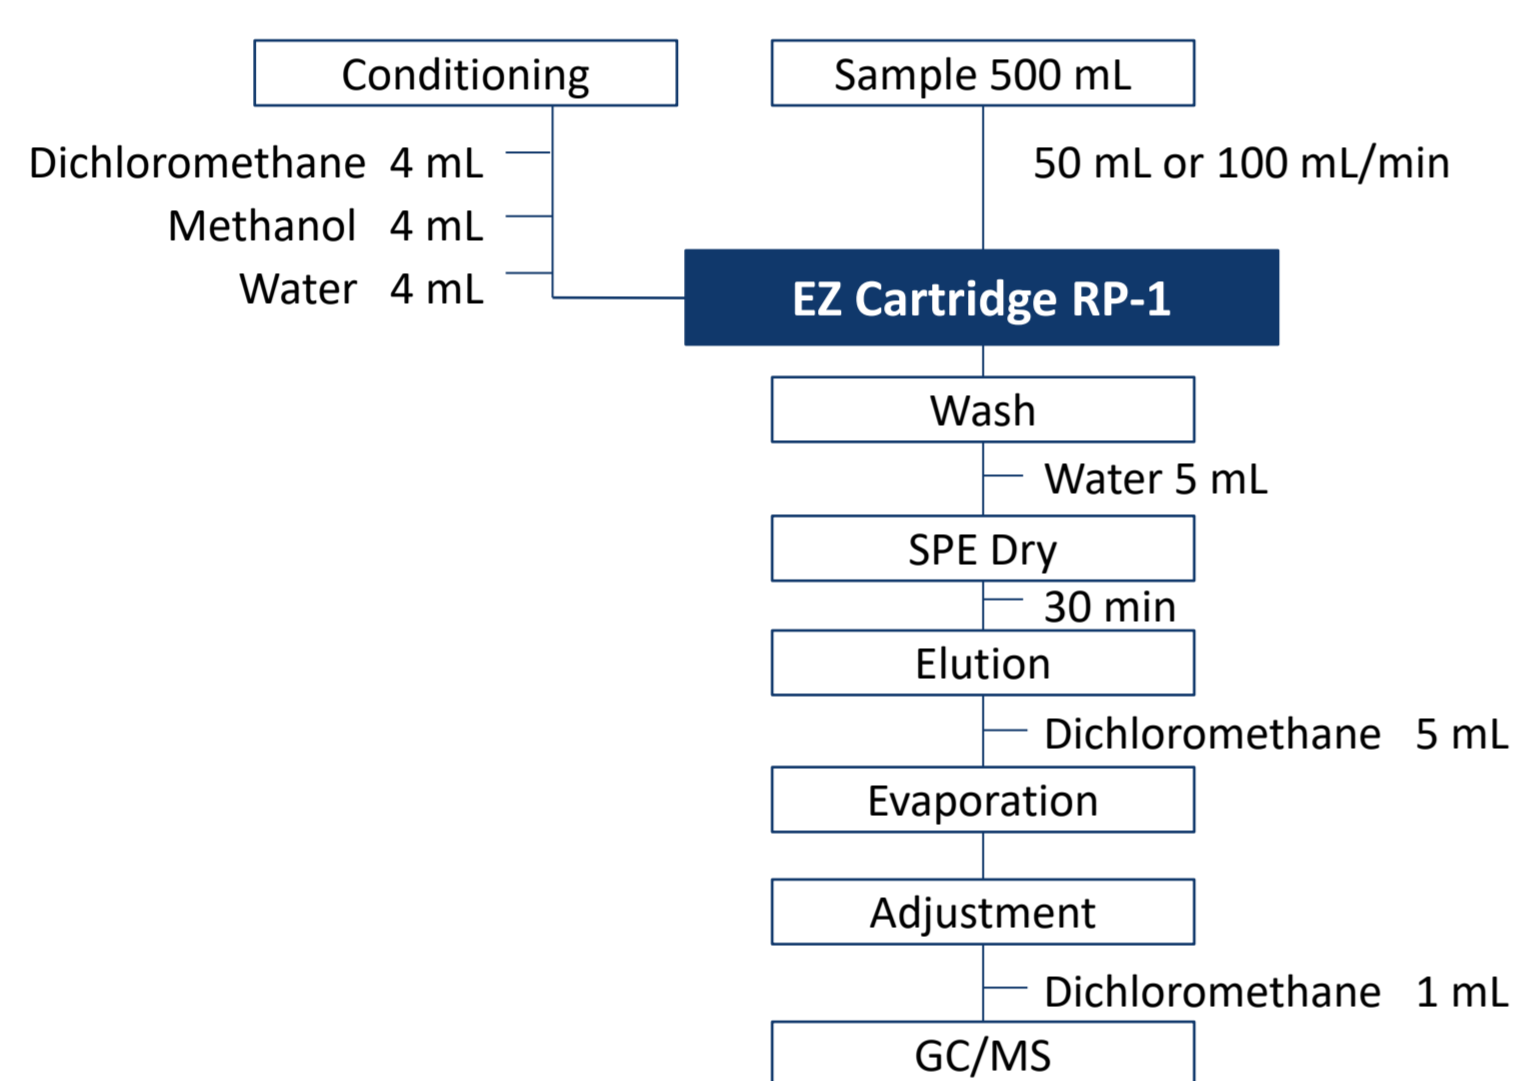 Conditioning
Dichloromethane 4 mL
Methanol 4 mL
Water 4 mL
Sample 500 mL
50 mL or 100 mL/min
EZ Cartridge RP-1
Wash
Water 5 mL
SPE Dry
30 min
Elution
Dichloromethane 5 mL
Evaporation
Adjustment
Dichloromethane 1 mL
GC/MS